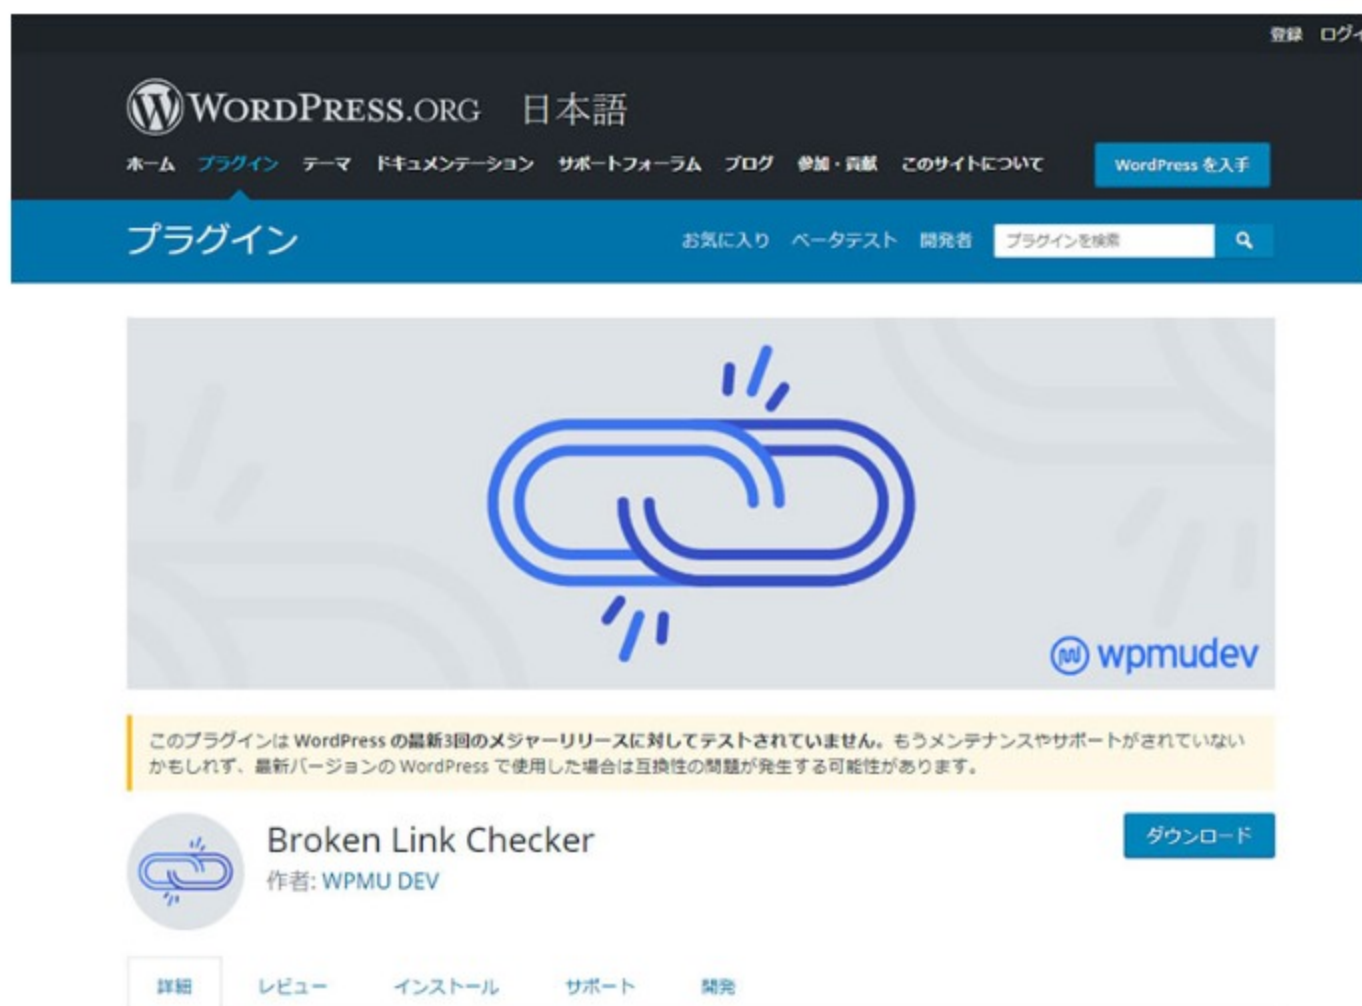 登録 ログイ
WORDPRESS.ORG 日本語
ホーム プラグイン テーマ ドキュメンテーション サポートフォーラム ブログ 参加・貢献 このサイトについて WordPress を入手
プラグイン お気に入り ベータテスト 開発者 プラグインを検索
wpmudev
このプラグインは WordPress の最新3回のメジャーリリースに対してテストされていません。もうメンテナンスやサポートがされていない
かもしれず、最新バージョンの WordPress で使用した場合は互換性の問題が発生する可能性があります。
Broken Link Checker
ダウンロード
作者: WPMU DEV
詳細 レビュー インストール サポート 開発